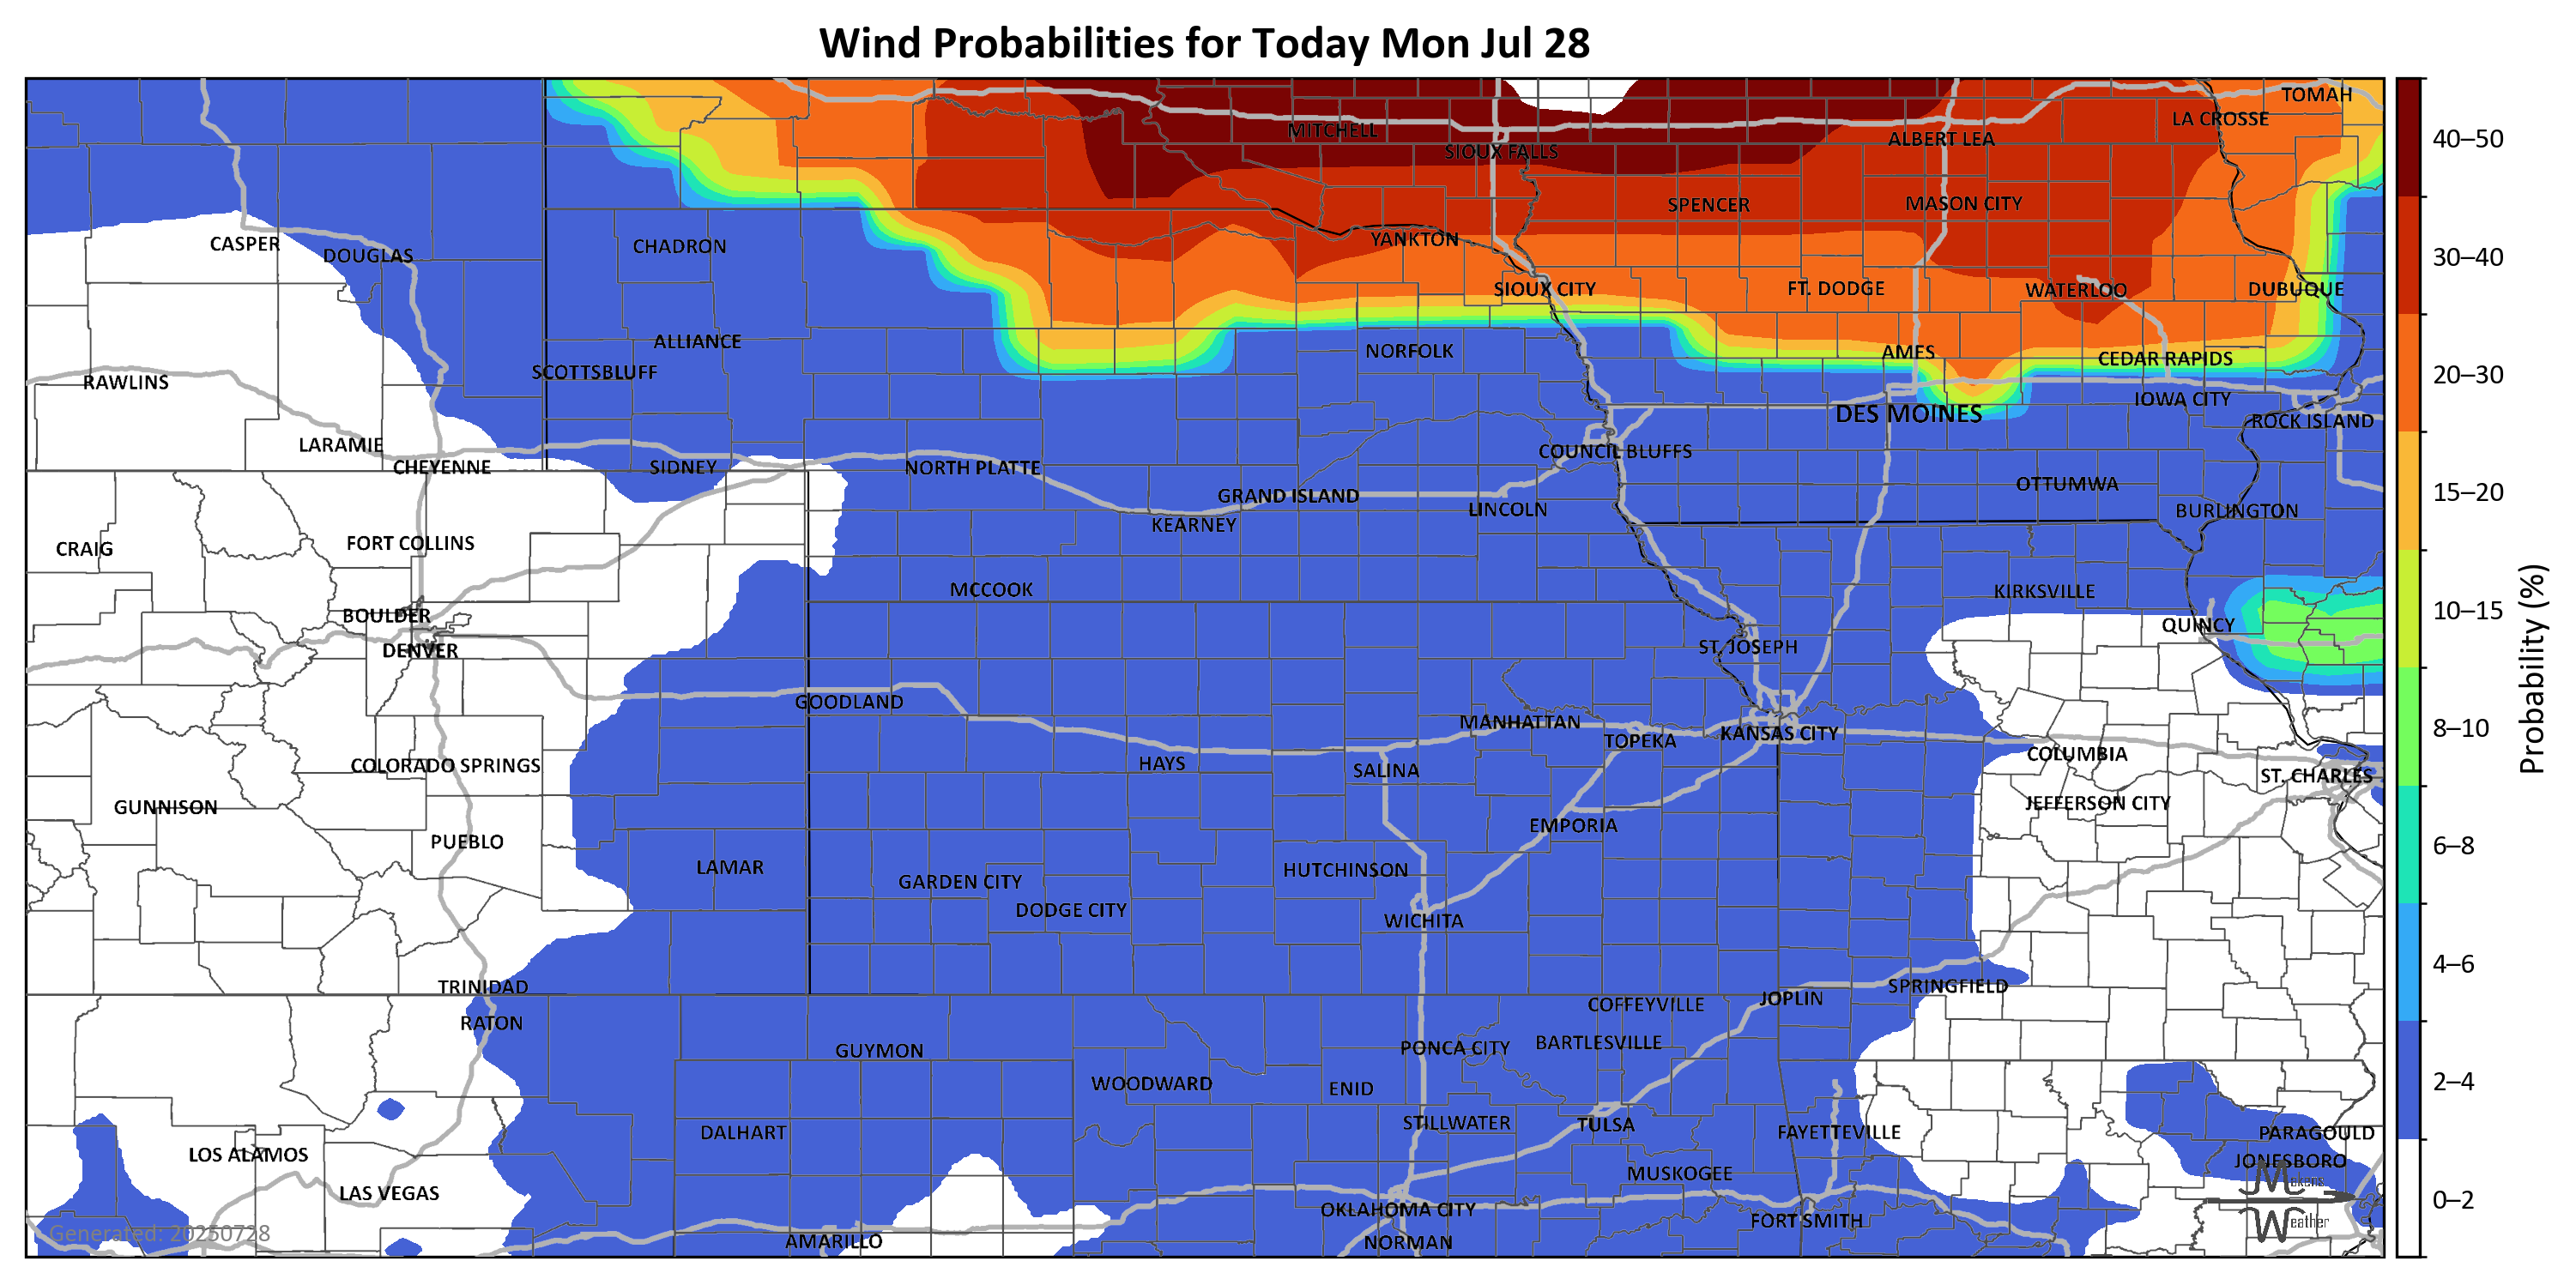 Wind Probabilities for Today Mon Jul 28
TOMAH
LA CROSSE
MITCHELL
ALBERT LEA
SIOUX FALLS
SPENCER
MASON CITY
YANKTON
CASPER
CHADRON
DOUGLAS
SIOUX CITY
FT. DODGE
WATERLOO
DUBUQUE
ALLIANCE
NORFOLK
AMES
CEDAR RAPIDS
SCOTTSBLUFF
RAWLINS
IOWA CITY
DES MOINES
ROCK ISLAND
LARAMIE
COUNCIL BLUFFS
CHEYENNE
SIDNEY
NORTH PLATTE
OTTUMWA
GRAND ISLAND
LINCOLN
BURLINGTON
KEARNEY
CRAIG
FORT COLLINS
MCCOOK
KIRKSVILLE
BOULDER
QUINCY
DENVER
ST. JOSEPH
GOODLAND
MANHATTAN
TOPEKA
KANSAS CITY
COLUMBIA
COLORADO SPRINGS
HAYS
SALINA
ST. CHARLES
GUNNISON
JEFFERSON CITY
EMPORIA
PUEBLO
LAMAR
HUTCHINSON
GARDEN CITY
DODGE CITY
WICHITA
TRINIDAD
SPRINGFIELD
JOPLIN
COFFEYVILLE
RATON
BARTLESVILLE
PONCA CITY
GUYMON
WOODWARD
ENID
STILLWATER
TULSA
DALHART
FAYETTEVILLE
PARAGOULD
LOS ALAMOS
JONESBORO
MUSKOGEE
LAS VEGAS
OKLAHOMA CITY
FORT SMITH
AMARILLO
NORMAN
Generated: 20250728
Makens
Weather
40–50
30–40
20–30
15–20
10–15
8–10
6–8
4–6
2–4
0–2
Probability (%)